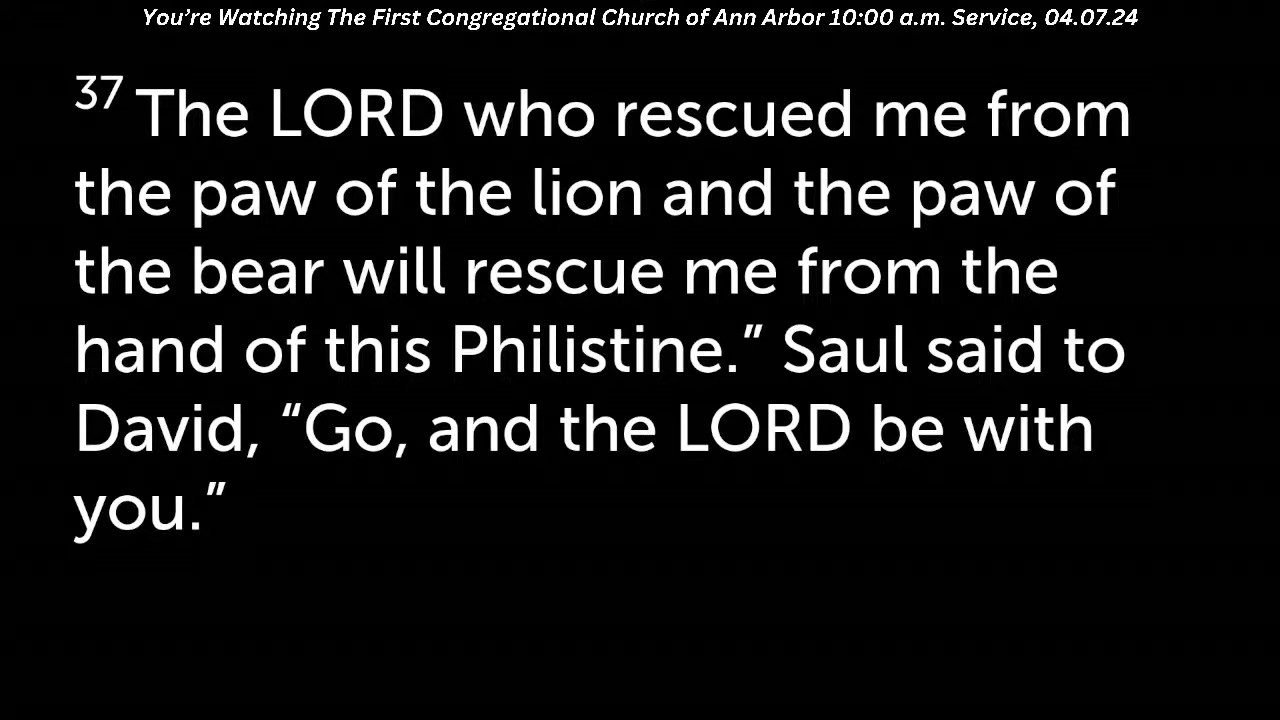 You’re Watching The First Congregational Church of Ann Arbor 10:00 a.m. Service, 04.07.24
37 The LORD who rescued me from
the paw of the lion and the paw of
the bear will rescue me from the
hand of this Philistine.” Saul said to
David, “Go, and the LORD be with
you.”